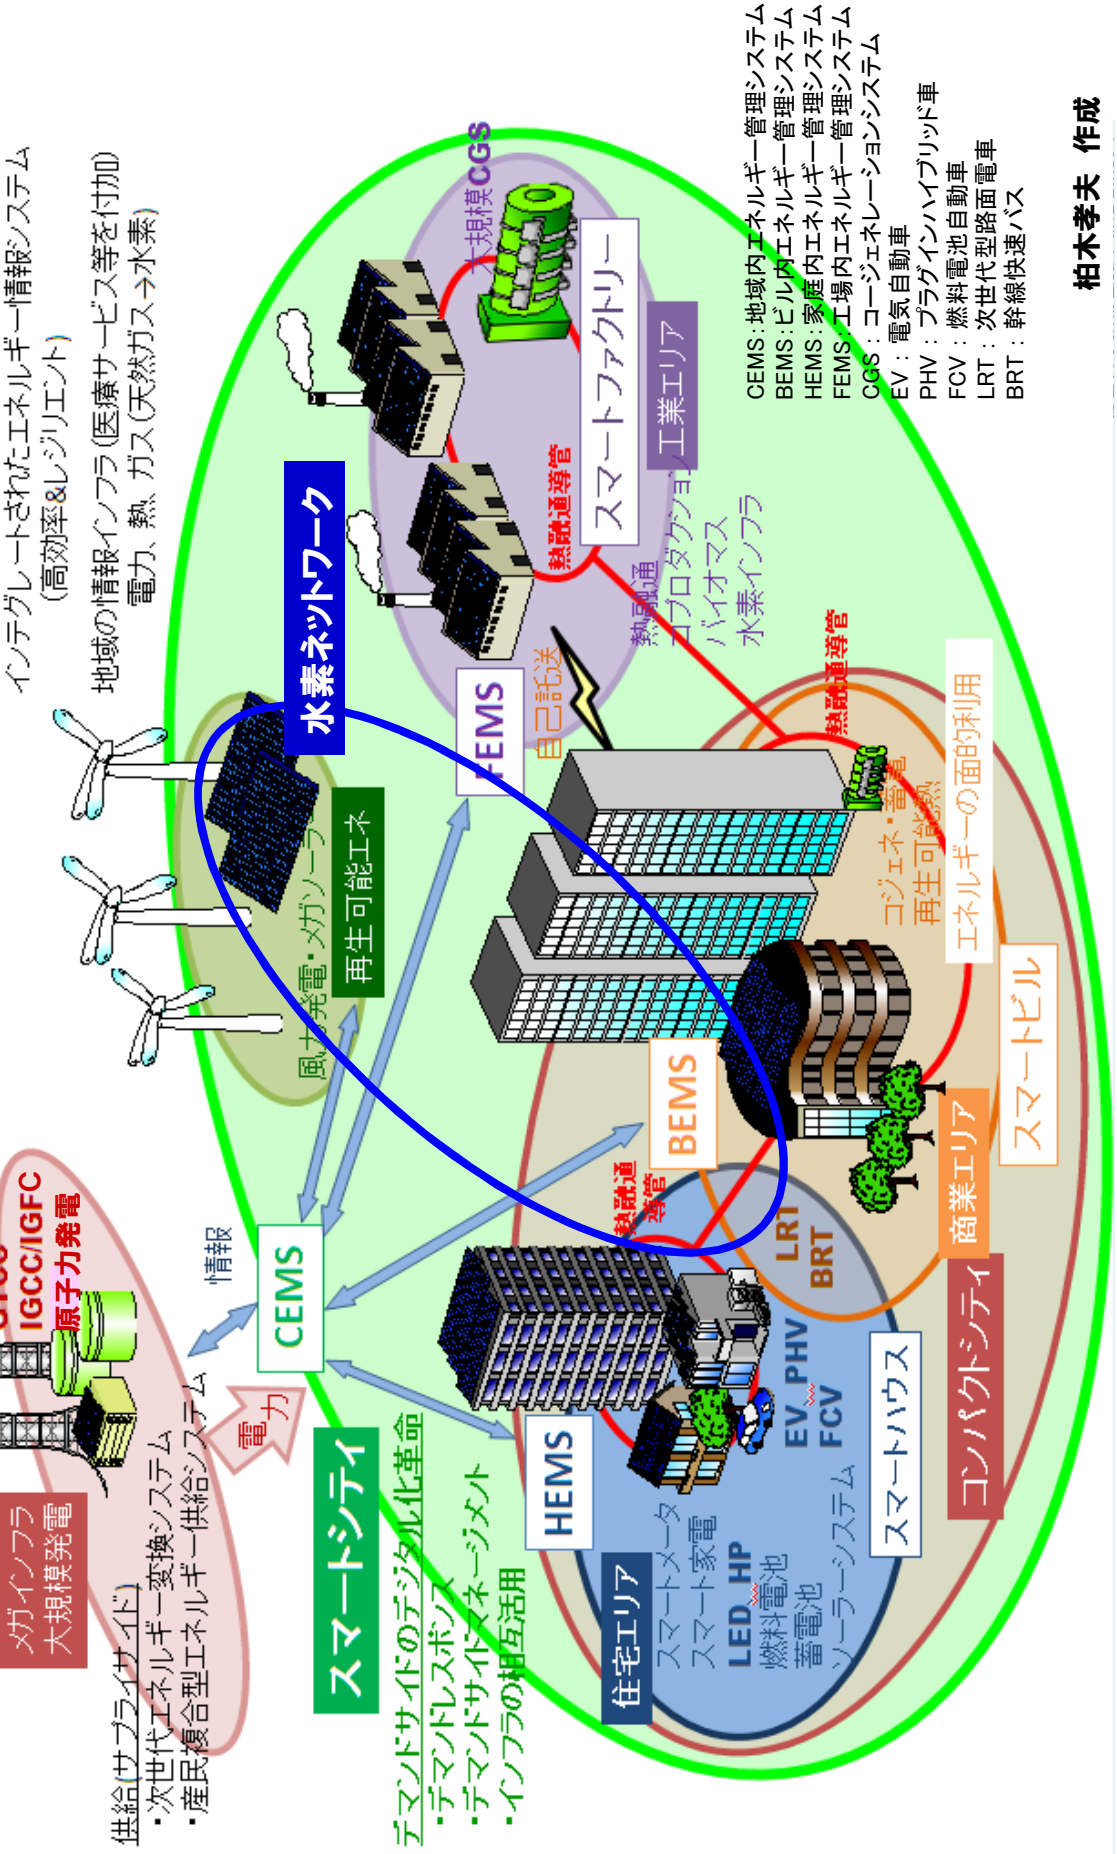 メガインフラ
大規模発電
IGCC/IGFC
原子力発電
供給(サプライサイド)
・次世代エネルギー変換システム
・産民複合型エネルギー供給システム
電力
情報
CEMS
インテグレートされたエネルギー情報システム
(高効率&レジリエント)
地域の情報インフラ(医療サービス等を付加)
電力、熱、ガス(天然ガス→水素)
スマートシティ
デマンドサイドのデジタル化革命
・デマンドレスポンス
・デマンドサイドマネージメント
・インフラの相互活用
風力発電・メガソーラー
再生可能エネ
水素ネットワーク
FEMS
自己託送
大規模CGS
熱融通導管
スマートファクトリー
工業エリア
熱融通
コプロダクション
バイオマス
水素インフラ
HEMS
住宅エリア
スマートメータ
スマート家電
LED HP
燃料電池
蓄電池
ソーラーシステム
EV PHV
FCV
スマートハウス
熱融通
導管
LRT
BRT
BEMS
商業エリア
コンパクトシティ
スマートビル
熱融通導管
コジェネ・蓄電
再生可能熱
エネルギーの面的利用
CEMS：地域内エネルギー管理システム
BEMS：ビル内エネルギー管理システム
HEMS：家庭内エネルギー管理システム
FEMS：工場内エネルギー管理システム
CGS：コージェネレーションシステム
EV：電気自動車
PHV：プラグインハイブリッド車
FCV：燃料電池自動車
LRT：次世代型路面電車
BRT：幹線快速バス
柏木孝夫 作成